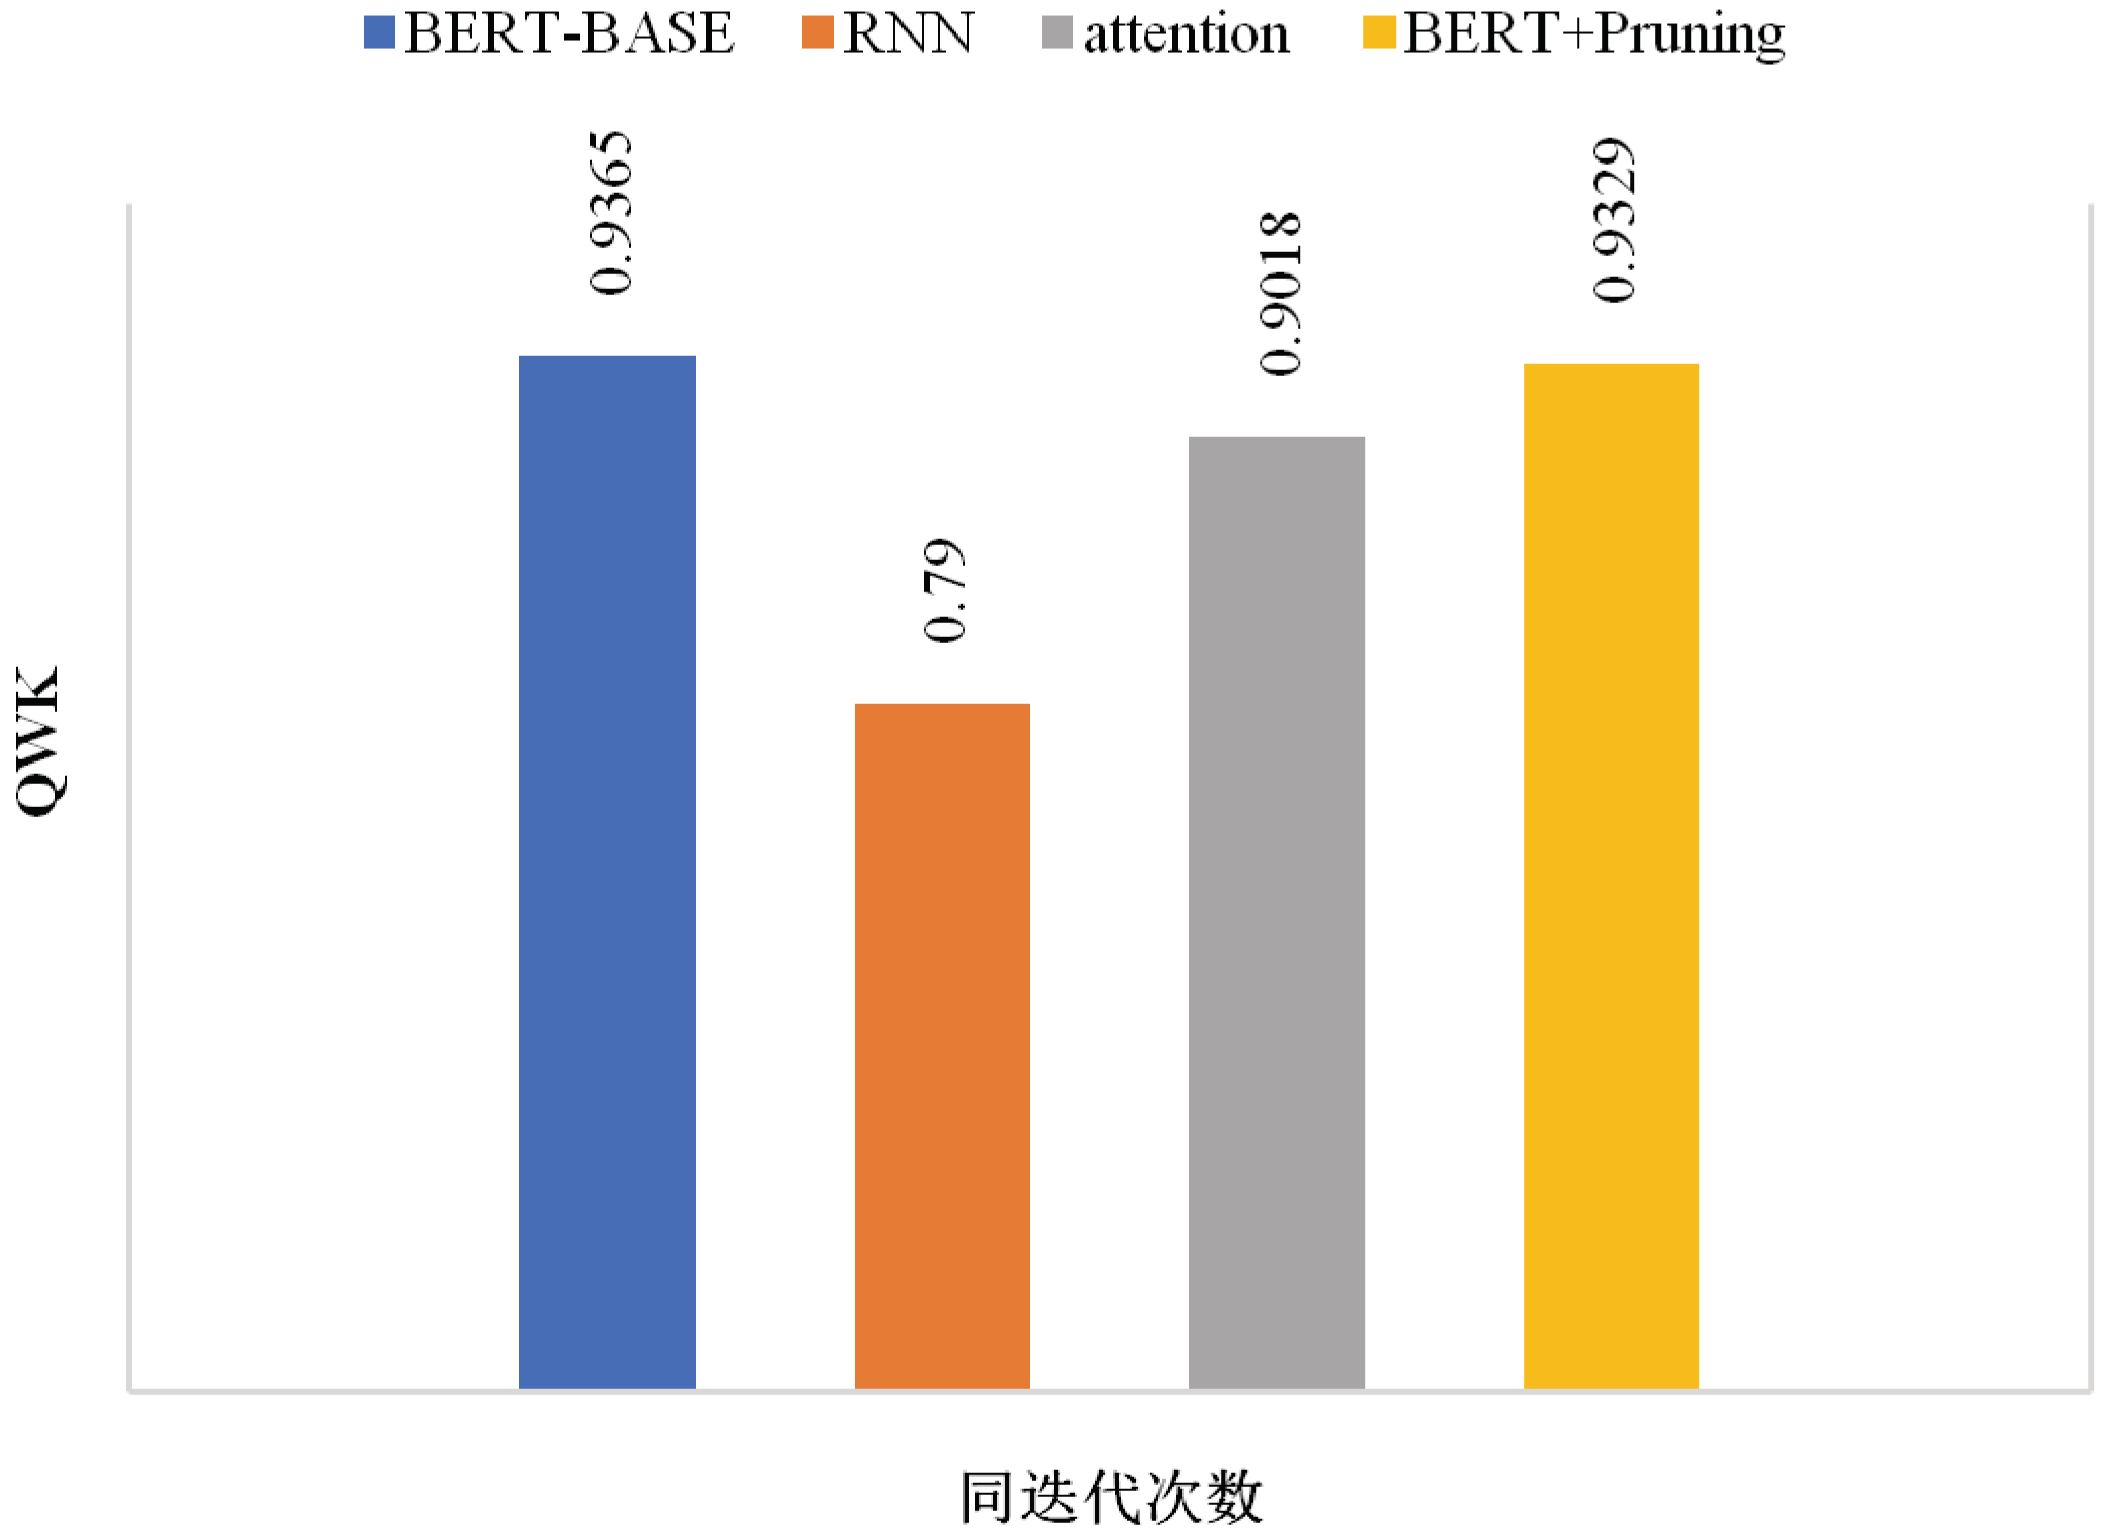 BERT-BASE RNN attention BERT+Pruning
0.9365
0.79
0.9018
0.9329
QWK
同迭代次数